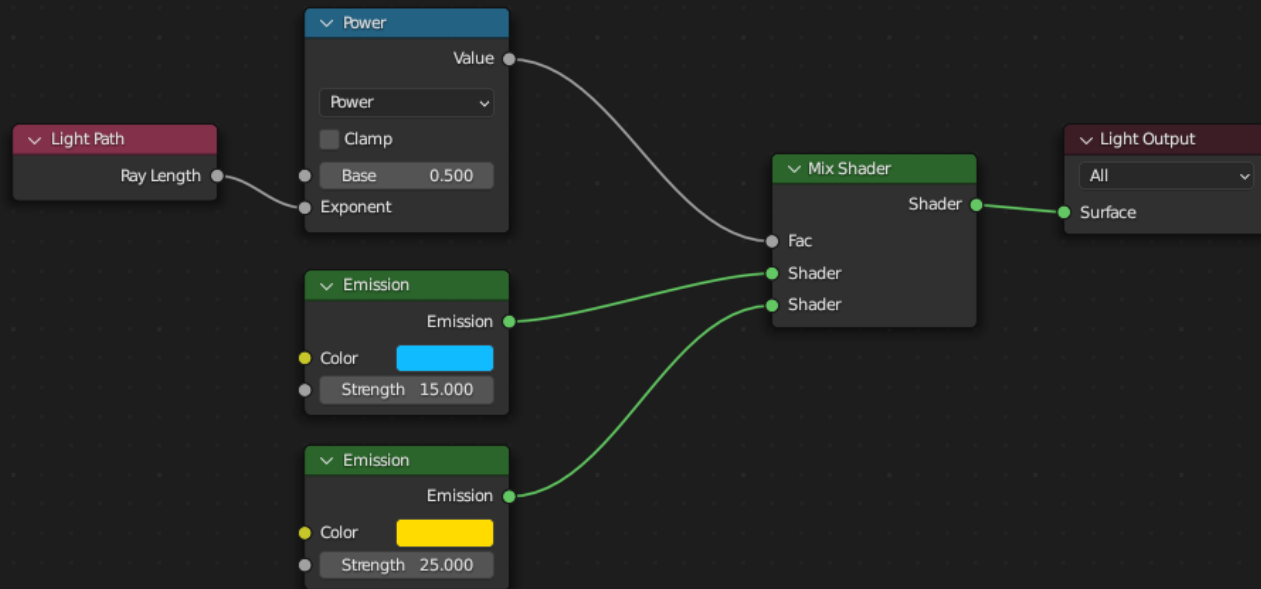 Light Path
Ray Length
Power
Value
Power
Clamp
Base 0.500
Exponent
Emission
Emission
Color
Strength 15.000
Emission
Emission
Color
Strength 25.000
Mix Shader
Shader
Fac
Shader
Shader
Light Output
All
Surface